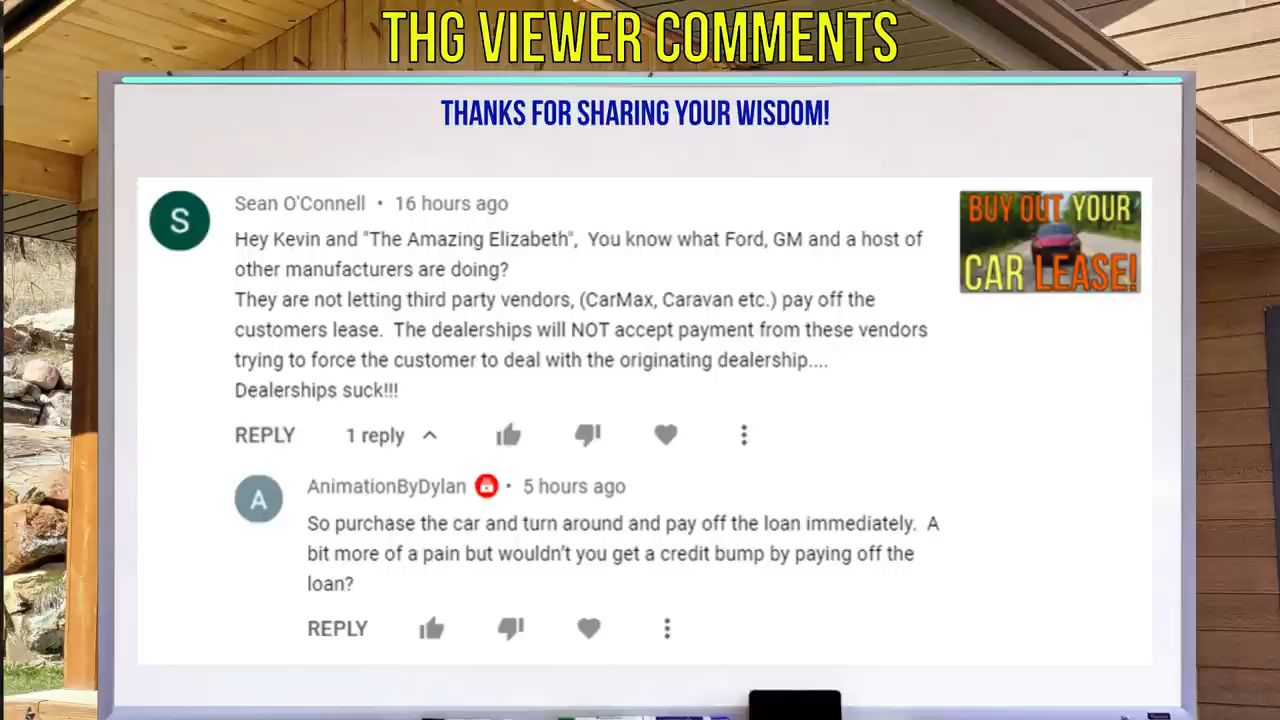 THG VIEWER COMMENTS
THANKS FOR SHARING YOUR WISDOM!
S
Sean O'Connell • 16 hours ago
Hey Kevin and "The Amazing Elizabeth",  You know what Ford, GM and a host of
other manufacturers are doing?
They are not letting third party vendors, (CarMax, Caravan etc.) pay off the
customers lease.  The dealerships will NOT accept payment from these vendors
trying to force the customer to deal with the originating dealership....
Dealerships suck!!!
REPLY 1 reply
BUY OUT YOUR
CAR LEASE!
A
AnimationByDylan • 5 hours ago
So purchase the car and turn around and pay off the loan immediately.  A
bit more of a pain but wouldn't you get a credit bump by paying off the
loan?
REPLY